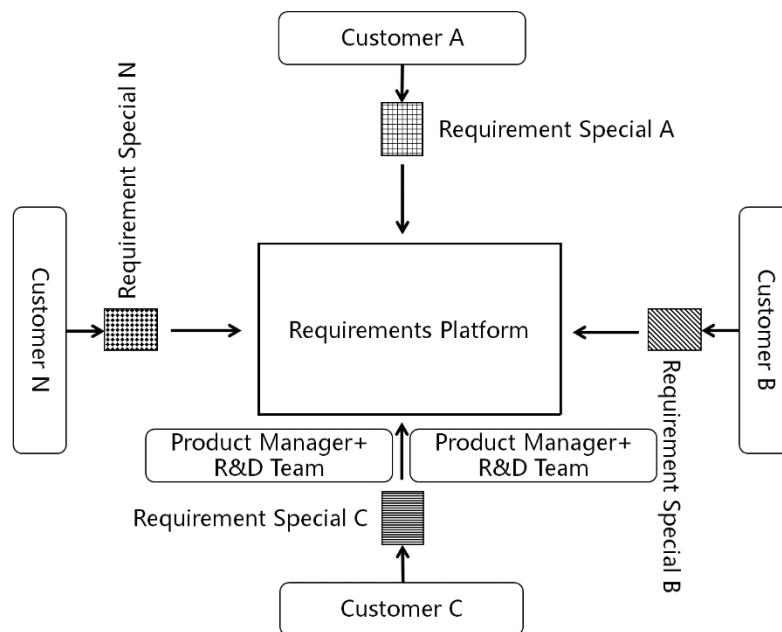 Customer A
Requirement Special A
Requirement Special N
Customer N
Requirements Platform
Customer B
Requirement Special B
Product Manager+
R&D Team
Product Manager+
R&D Team
Requirement Special C
Customer C